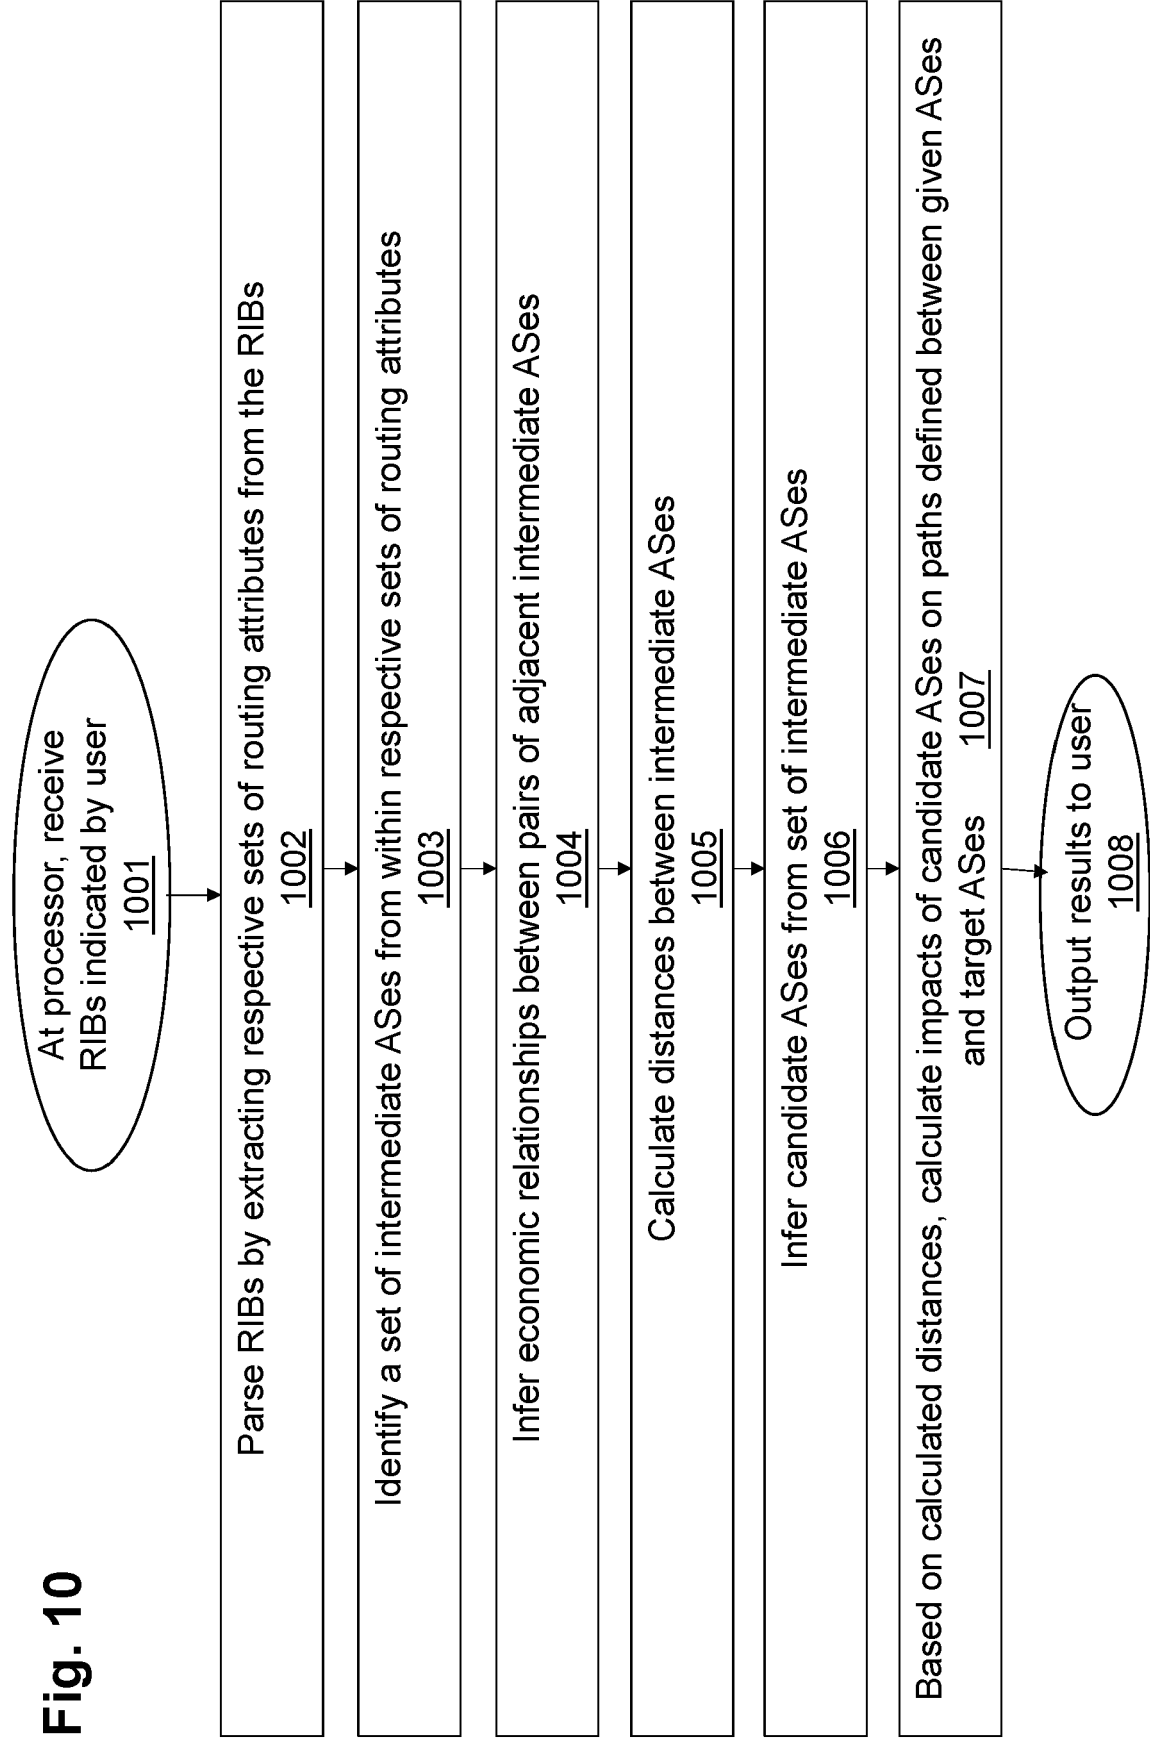 Fig. 10
At processor, receive
RIBs indicated by user
1001
Parse RIBs by extracting respective sets of routing attributes from the RIBs
1002
Identify a set of intermediate ASes from within respective sets of routing attributes
1003
Infer economic relationships between pairs of adjacent intermediate ASes
1004
Calculate distances between intermediate ASes
1005
Infer candidate ASes from set of intermediate ASes
1006
Based on calculated distances, calculate impacts of candidate ASes on paths defined between given ASes
and target ASes 1007
Output results to user
1008